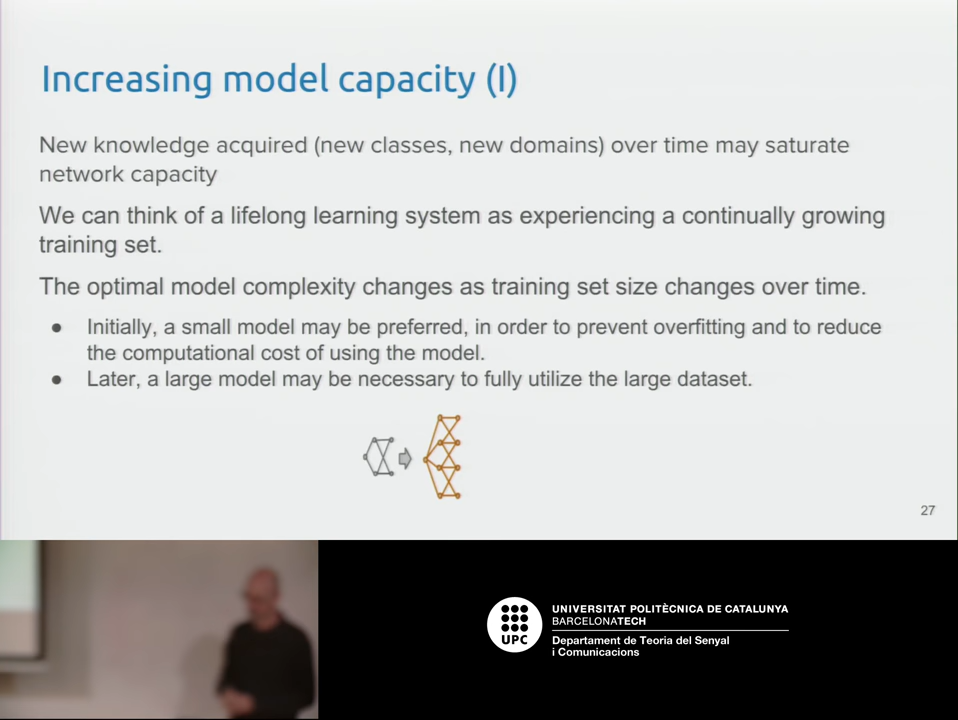 Increasing model capacity (I)
New knowledge acquired (new classes, new domains) over time may saturate
network capacity
We can think of a lifelong learning system as experiencing a continually growing
training set.
The optimal model complexity changes as training set size changes over time.
● Initially, a small model may be preferred, in order to prevent overfitting and to reduce
the computational cost of using the model.
● Later, a large model may be necessary to fully utilize the large dataset.
27
UPC
UNIVERSITAT POLITÈCNICA DE CATALUNYA
BARCELONATECH
Departament de Teoria del Senyal
i Comunicacions